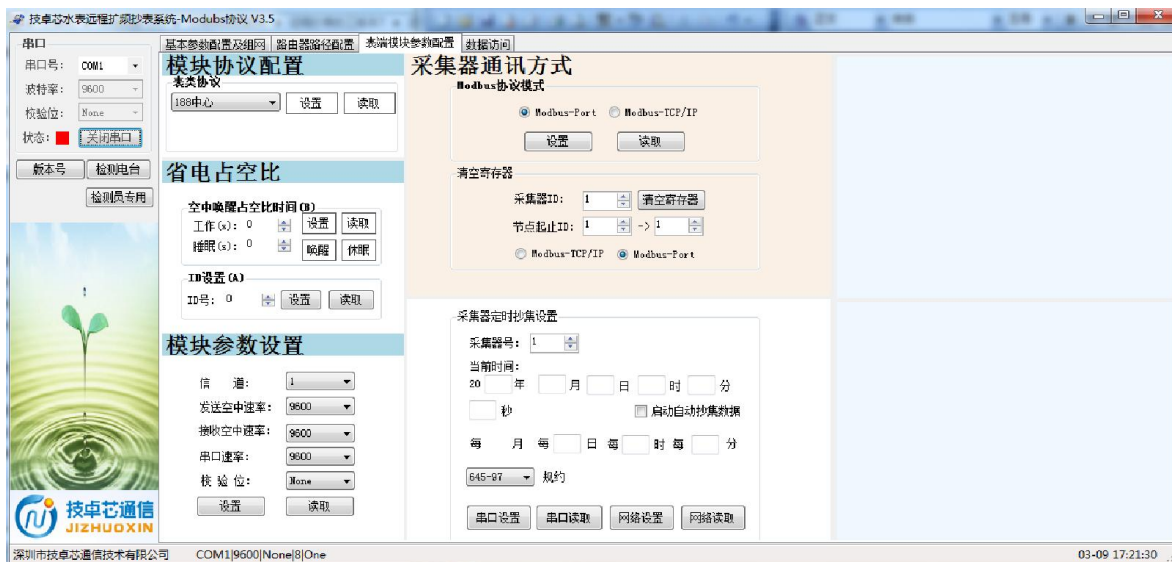 技卓芯水表远程扩频抄表系统-Modubs协议 V3.5
串口
串口号: COM1
波特率: 9600
校验位: None
状态: 关闭串口
版本号 检测电台
检测员专用
技卓芯通信
JIZHUOXIN
基本参数配置及组网 路由器路径配置 表端模块参数配置 数据访问
模块协议配置
表类协议
188中心 设置 读取
省电占空比
空中唤醒占空比时间(B)
工作(x): 0 设置 读取
睡眠(s): 0 唤醒 休眠
ID设置(A)
ID号: 0 设置 读取
模块参数设置
信 道: 1
发送空中速率: 9600
接收空中速率: 9600
串口速率: 9600
校 验 位: None
设置 读取
采集器通讯方式
Modbus协议模式
Modbus-Port Modbus-TCP/IP
设置 读取
清空寄存器
采集器ID: 1 清空寄存器
节点起止ID: 1 -> 1
Modbus-TCP/IP Modbus-Port
采集器定时抄集设置
采集器号: 1
当前时间:
20 年 月 日 时 分
秒 启动自动抄集数据
每 月 每 日 每 时 每 分
645-97 规约
串口设置 串口读取 网络设置 网络读取
深圳市技卓芯通信技术有限公司 COM1|9600|None|8|One 03-09 17:21:30